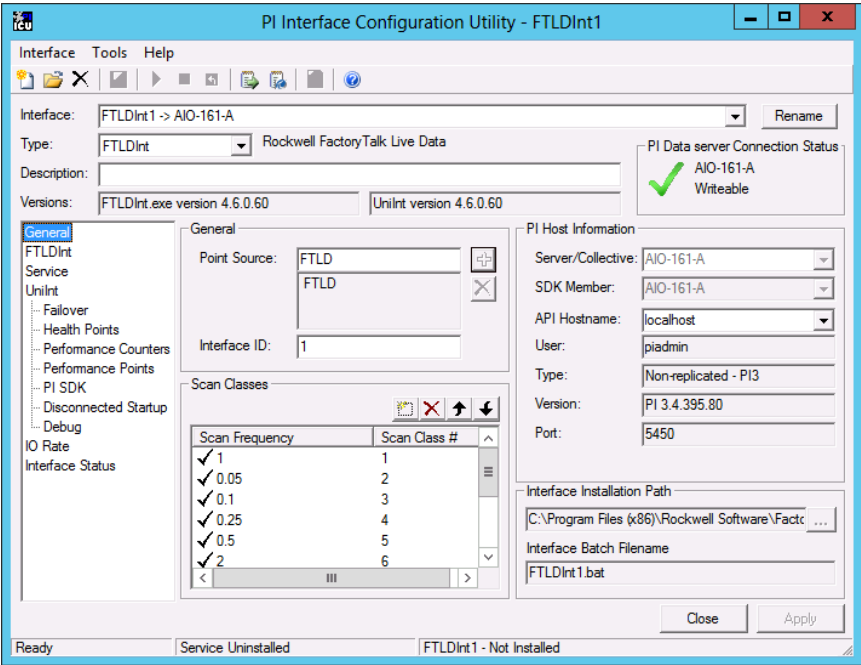 ICU
PI Interface Configuration Utility - FTLDInt1
Interface Tools Help
Interface: FTLDInt1 -> AIO-161-A Rename
Type: FTLDInt Rockwell FactoryTalk Live Data
PI Data server Connection Status
AIO-161-A
Writeable
Description:
Versions: FTLDInt.exe version 4.6.0.60 UniInt version 4.6.0.60
General
FTLDInt
Service
UniInt
Failover
Health Points
Performance Counters
Performance Points
PI SDK
Disconnected Startup
Debug
IO Rate
Interface Status
General
Point Source: FTLD
FTLD
Interface ID: 1
Scan Classes
Scan Frequency Scan Class #
1 1
0.05 2
0.1 3
0.25 4
0.5 5
2 6
PI Host Information
Server/Collective: AIO-161-A
SDK Member: AIO-161-A
API Hostname: localhost
User: piadmin
Type: Non-replicated - PI3
Version: PI 3.4.395.80
Port: 5450
Interface Installation Path
C:\Program Files (x86)\Rockwell Software\Factc ...
Interface Batch Filename
FTLDInt1.bat
Close Apply
Ready Service Uninstalled FTLDInt1 - Not Installed